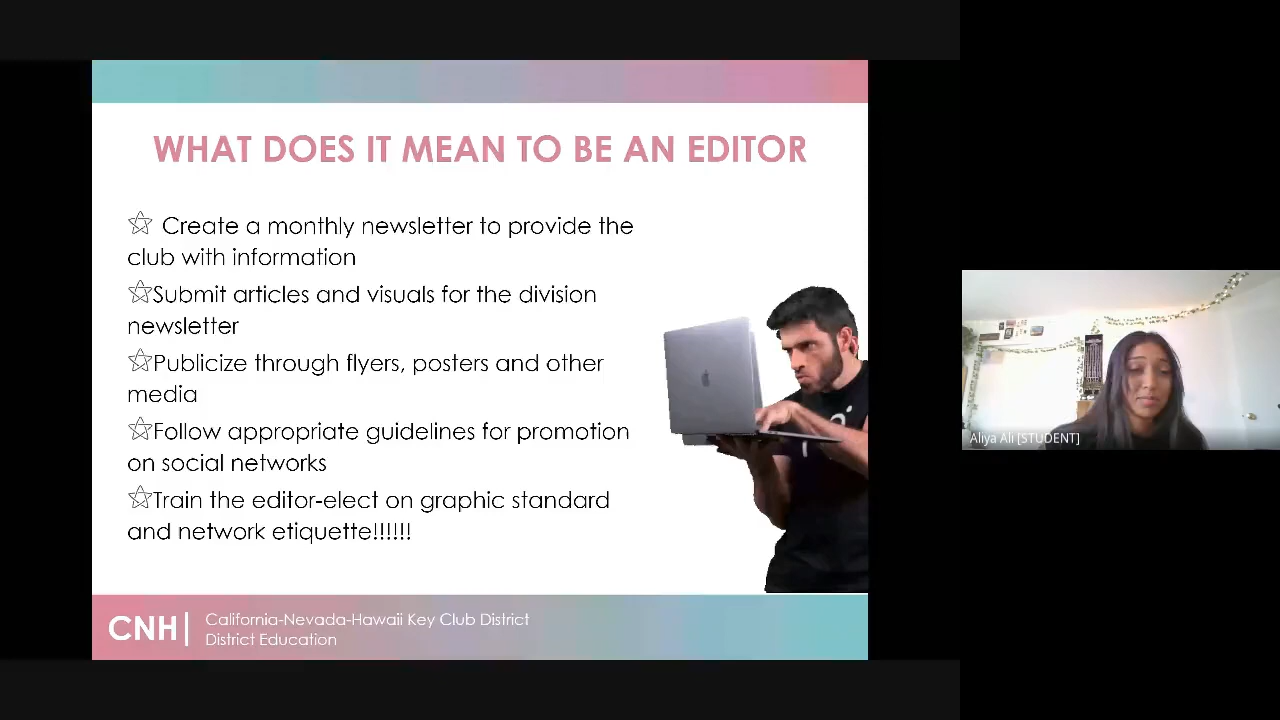 WHAT DOES IT MEAN TO BE AN EDITOR
☆ Create a monthly newsletter to provide the
club with information
☆Submit articles and visuals for the division
newsletter
☆Publicize through flyers, posters and other
media
☆Follow appropriate guidelines for promotion
on social networks
☆Train the editor-elect on graphic standard
and network etiquette!!!!!!
CNH| California-Nevada-Hawaii Key Club District
District Education
Aliya Ali [STUDENT]